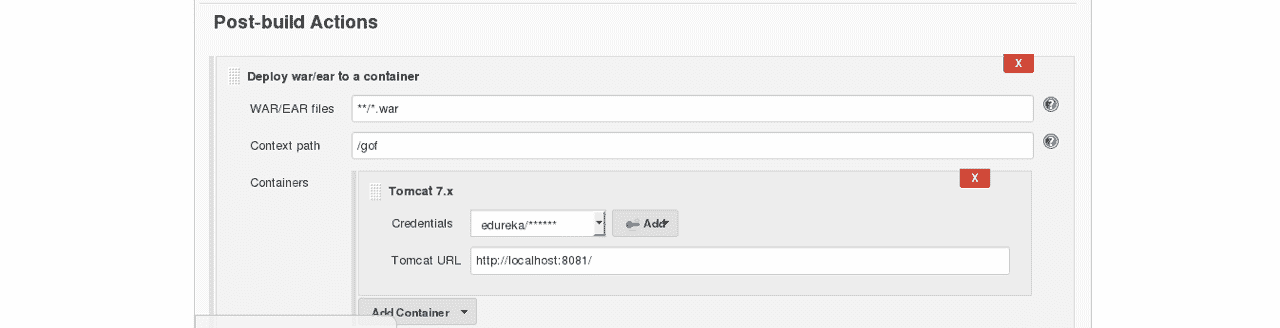 Post-build Actions
Deploy war/ear to a container
X
WAR/EAR files
**/*.war
Context path
/gof
Containers
Tomcat 7.x
X
Credentials
edureka/******
Add
Tomcat URL
http://localhost:8081/
Add Container